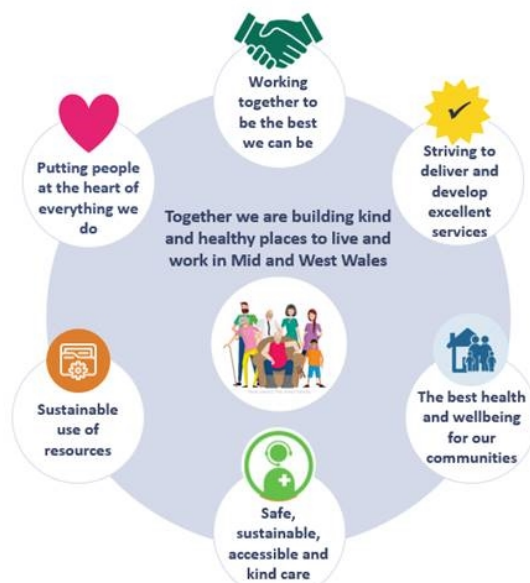 Working
together to
be the best
we can be
Putting people
at the heart of
everything we
do
Striving to
deliver and
develop
excellent
services
Together we are building kind
and healthy places to live and
work in Mid and West Wales
Sustainable
use of
resources
The best health
and wellbeing
for our
communities
Safe,
sustainable,
accessible and
kind care